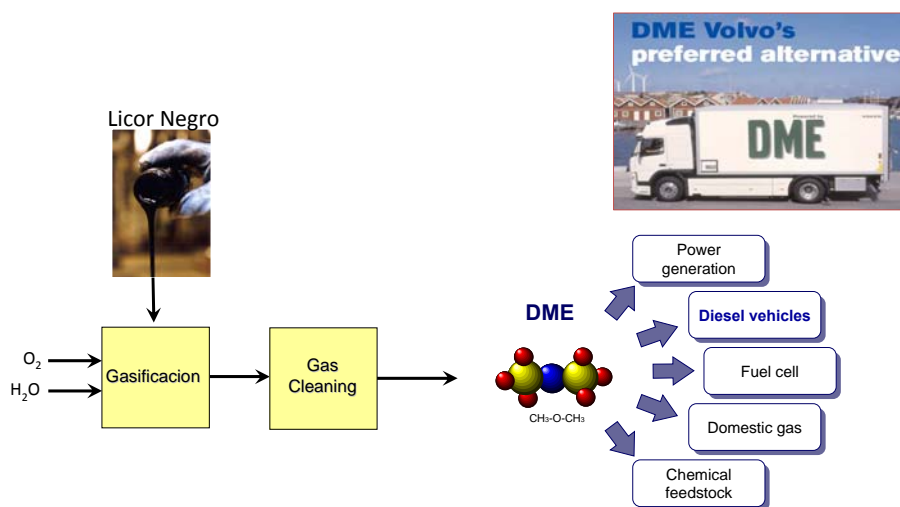 DME Volvo's
preferred alternative
Licor Negro
DME
Power
generation
DME
Diesel vehicles
O₂
H₂O
Gasificacion
Gas
Cleaning
Fuel cell
CH₃-O-CH₃
Domestic gas
Chemical
feedstock